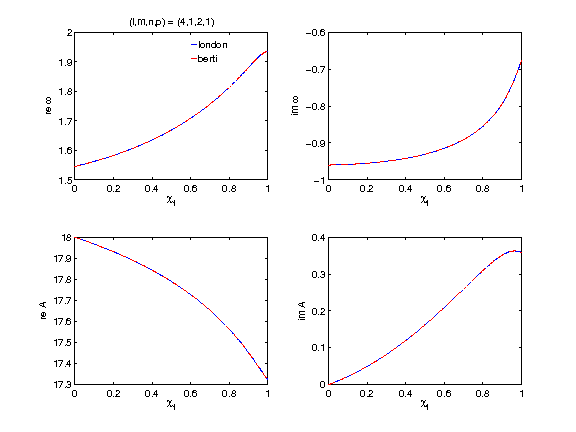 (l,m,n,p) = (4,1,2,1)
2
1.9
1.8
1.7
1.6
1.5
re ω
0 0.2 0.4 0.6 0.8 1
χf
london
berti
−0.6
−0.7
−0.8
−0.9
−1
im ω
0 0.2 0.4 0.6 0.8 1
χf
18
17.9
17.8
17.7
17.6
17.5
17.4
17.3
re A
0 0.2 0.4 0.6 0.8 1
χf
0.4
0.3
0.2
0.1
0
im A
0 0.2 0.4 0.6 0.8 1
χf